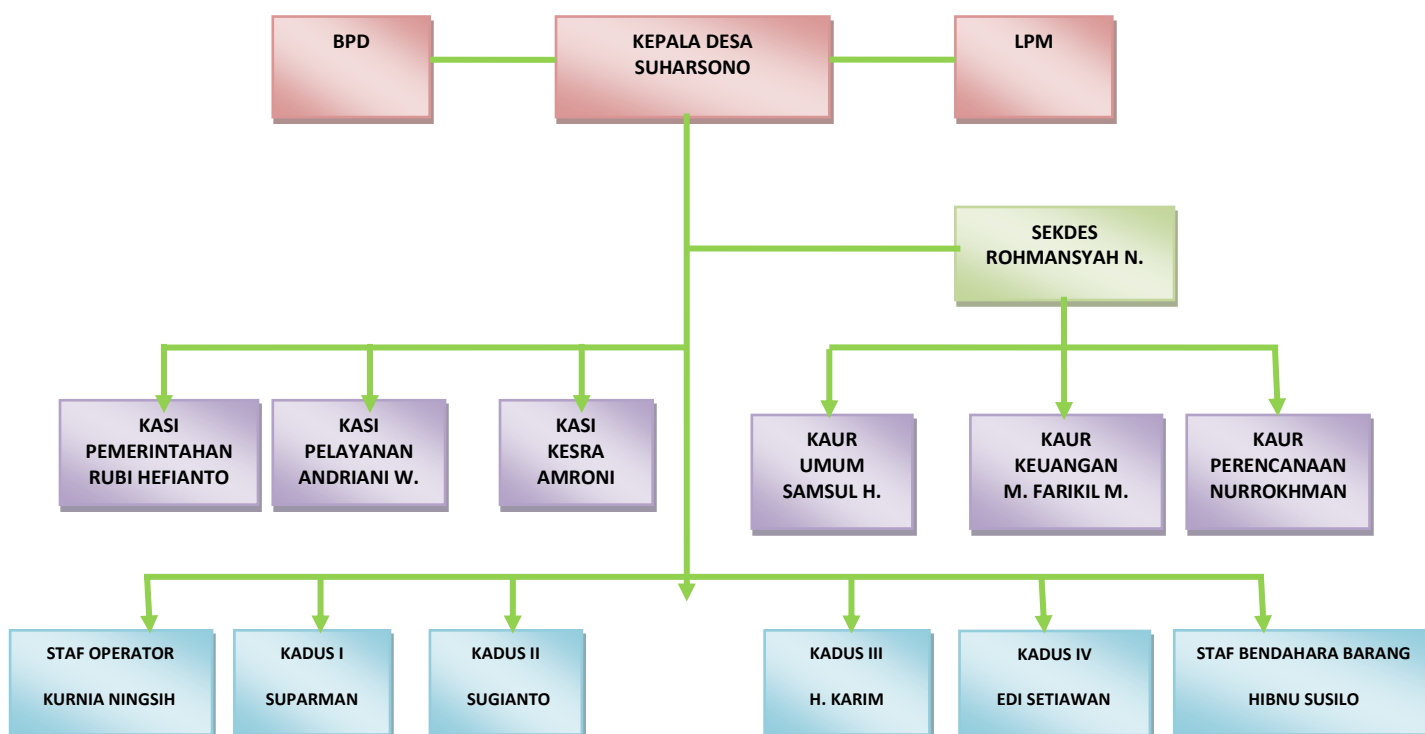 BPD
KEPALA DESA
SUHARSONO
LPM
SEKDES
ROHMANSYAH N.
KASI
PEMERINTAHAN
RUBI HEFIANTO
KASI
PELAYANAN
ANDRIANI W.
KASI
KESRA
AMRONI
KAUR
UMUM
SAMSUL H.
KAUR
KEUANGAN
M. FARIKIL M.
KAUR
PERENCANAAN
NURROKHMAN
STAF OPERATOR
KURNIA NINGSIH
KADUS I
SUPARMAN
KADUS II
SUGIANTO
KADUS III
H. KARIM
KADUS IV
EDI SETIAWAN
STAF BENDAHARA BARANG
HIBNU SUSILO